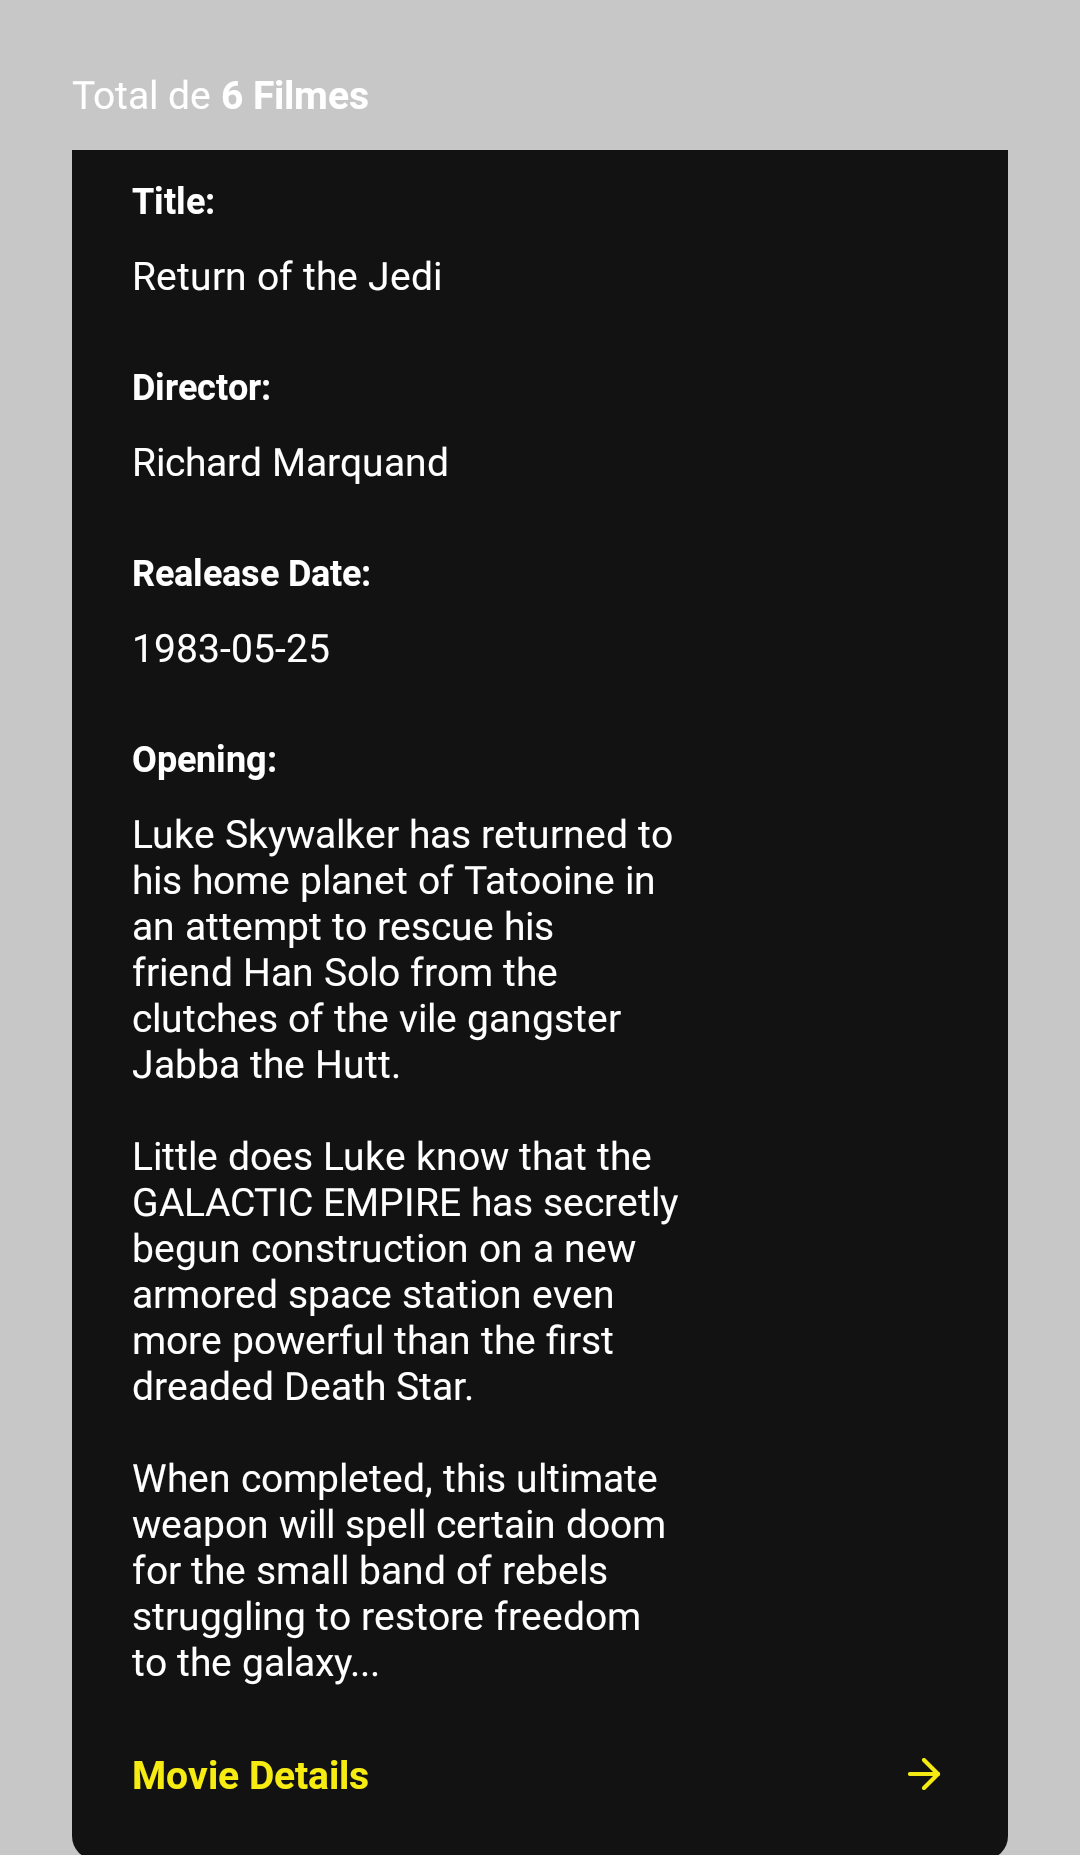 Total de 6 Filmes
Title:
Return of the Jedi
Director:
Richard Marquand
Realease Date:
1983-05-25
Opening:
Luke Skywalker has returned to
his home planet of Tatooine in
an attempt to rescue his
friend Han Solo from the
clutches of the vile gangster
Jabba the Hutt.
Little does Luke know that the
GALACTIC EMPIRE has secretly
begun construction on a new
armored space station even
more powerful than the first
dreaded Death Star.
When completed, this ultimate
weapon will spell certain doom
for the small band of rebels
struggling to restore freedom
to the galaxy...
Movie Details